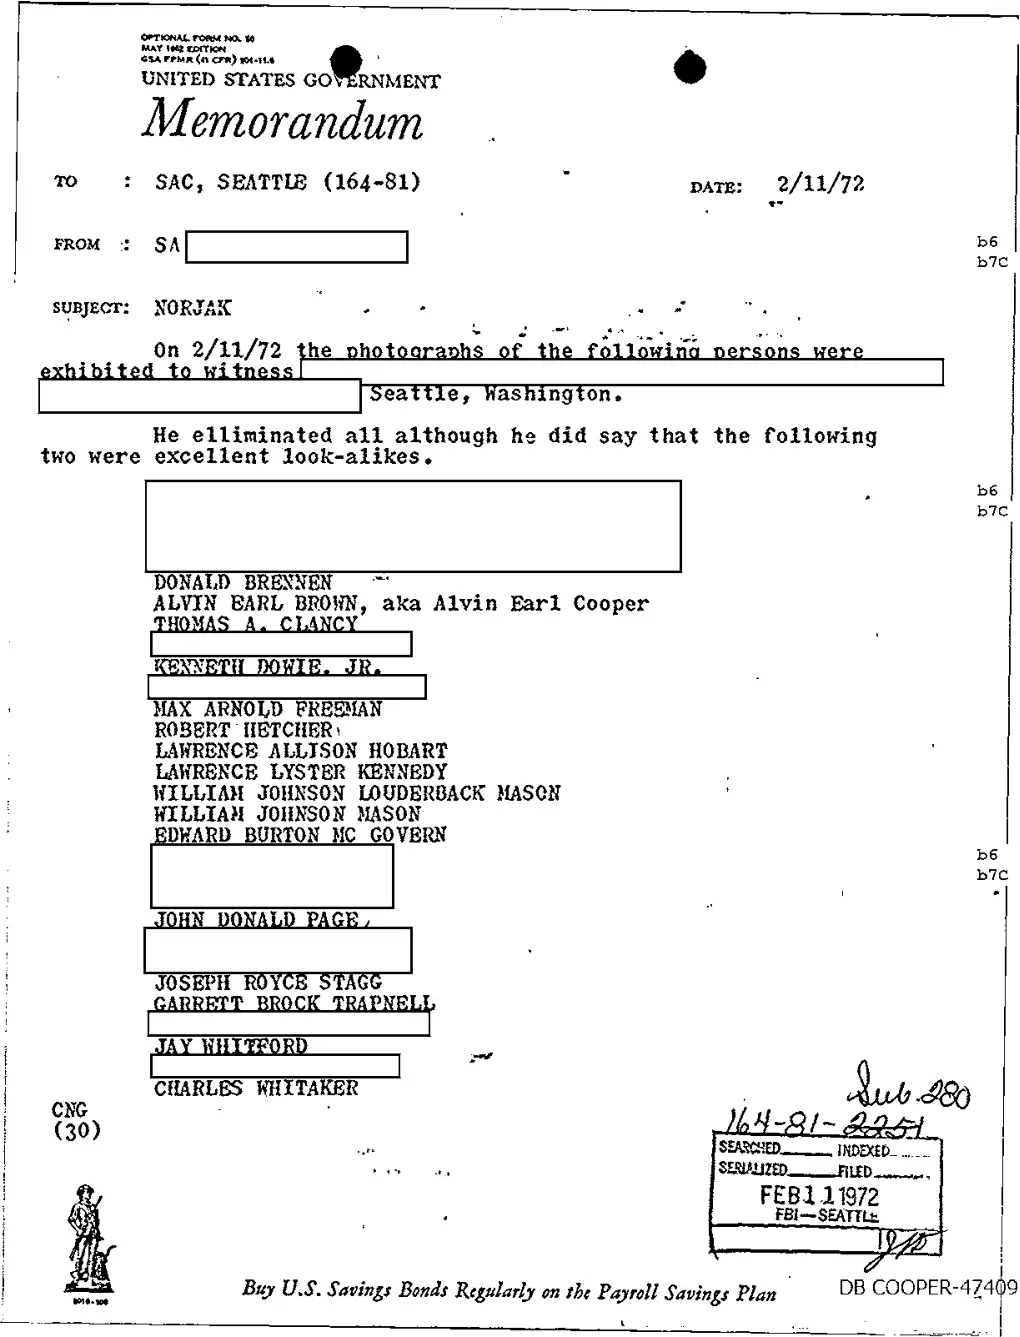 OPTIONAL FORM NO. 10
MAY 1962 EDITION
GSA FPMR (41 CFR) 101-11.6
UNITED STATES GOVERNMENT
Memorandum
TO : SAC, SEATTLE (164-81)
DATE: 2/11/72
FROM : SA
b6
b7C
SUBJECT: NORJAK
On 2/11/72 the photographs of the following persons were
exhibited to witness
Seattle, Washington.
He elliminated all although he did say that the following
two were excellent look-alikes.
b6
b7C
DONALD BRENNEN
ALVIN EARL BROWN, aka Alvin Earl Cooper
THOMAS A. CLANCY
KENNETH DOWIE, JR.
MAX ARNOLD FREEMAN
ROBERT HETCHER
LAWRENCE ALLISON HOBART
LAWRENCE LYSTER KENNEDY
WILLIAM JOHNSON LOUDERBACK MASON
WILLIAM JOHNSON MASON
EDWARD BURTON MC GOVERN
b6
b7C
JOHN DONALD PAGE
JOSEPH ROYCE STAGG
GARRETT BROCK TRAPNELL
JAY WHITFORD
CHARLES WHITAKER
CNG
(30)
Sub. 280
164-81-2251
SEARCHED INDEXED
SERIALIZED FILED
FEB 11 1972
FBI—SEATTLE
5010-108
Buy U.S. Savings Bonds Regularly on the Payroll Savings Plan
DB COOPER-47409